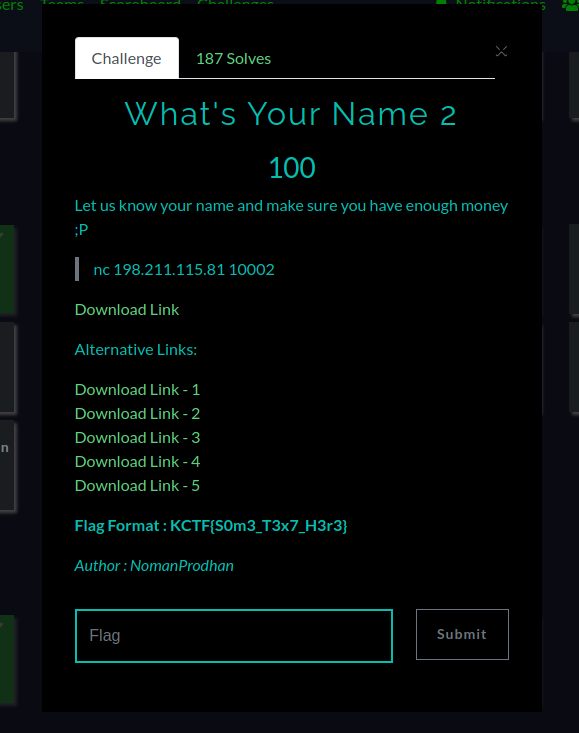 Teams Scoreboard Challenges Notifications
Challenge
187 Solves
What's Your Name 2
100
Let us know your name and make sure you have enough money
;P
nc 198.211.115.81 10002
Download Link
Alternative Links:
Download Link - 1
Download Link - 2
Download Link - 3
Download Link - 4
Download Link - 5
Flag Format : KCTF{S0m3_T3x7_H3r3}
Author : NomanProdhan
Flag
Submit